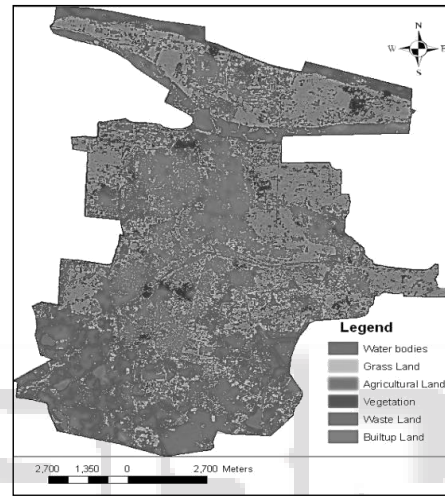 N
W E
S
Legend
Water bodies
Grass Land
Agricultural Land
Vegetation
Waste Land
Builtup Land
2,700 1,350 0 2,700 Meters